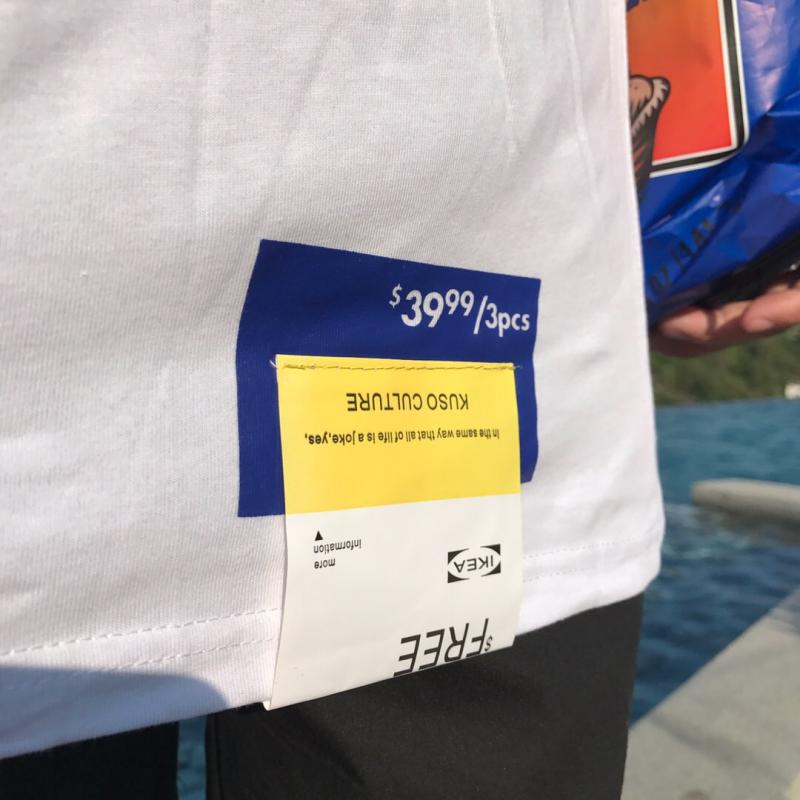 $39.99/3pcs
KUSO CULTURE
In the same way that all of life is a joke,yes,
more
information
IKEA
$FREE